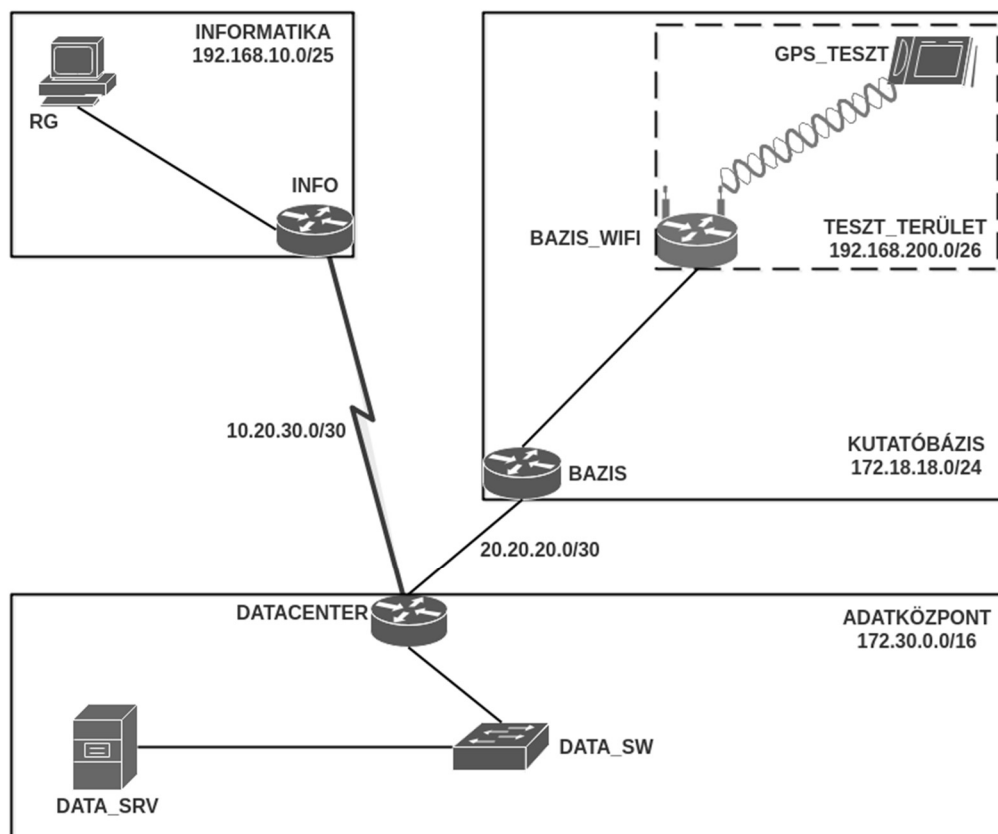 INFORMATIKA
192.168.10.0/25
RG
INFO
GPS_TESZT
BAZIS_WIFI
TESZT_TERÜLET
192.168.200.0/26
10.20.30.0/30
KUTATÓBÁZIS
172.18.18.0/24
BAZIS
20.20.20.0/30
DATACENTER
ADATKÖZPONT
172.30.0.0/16
DATA_SW
DATA_SRV